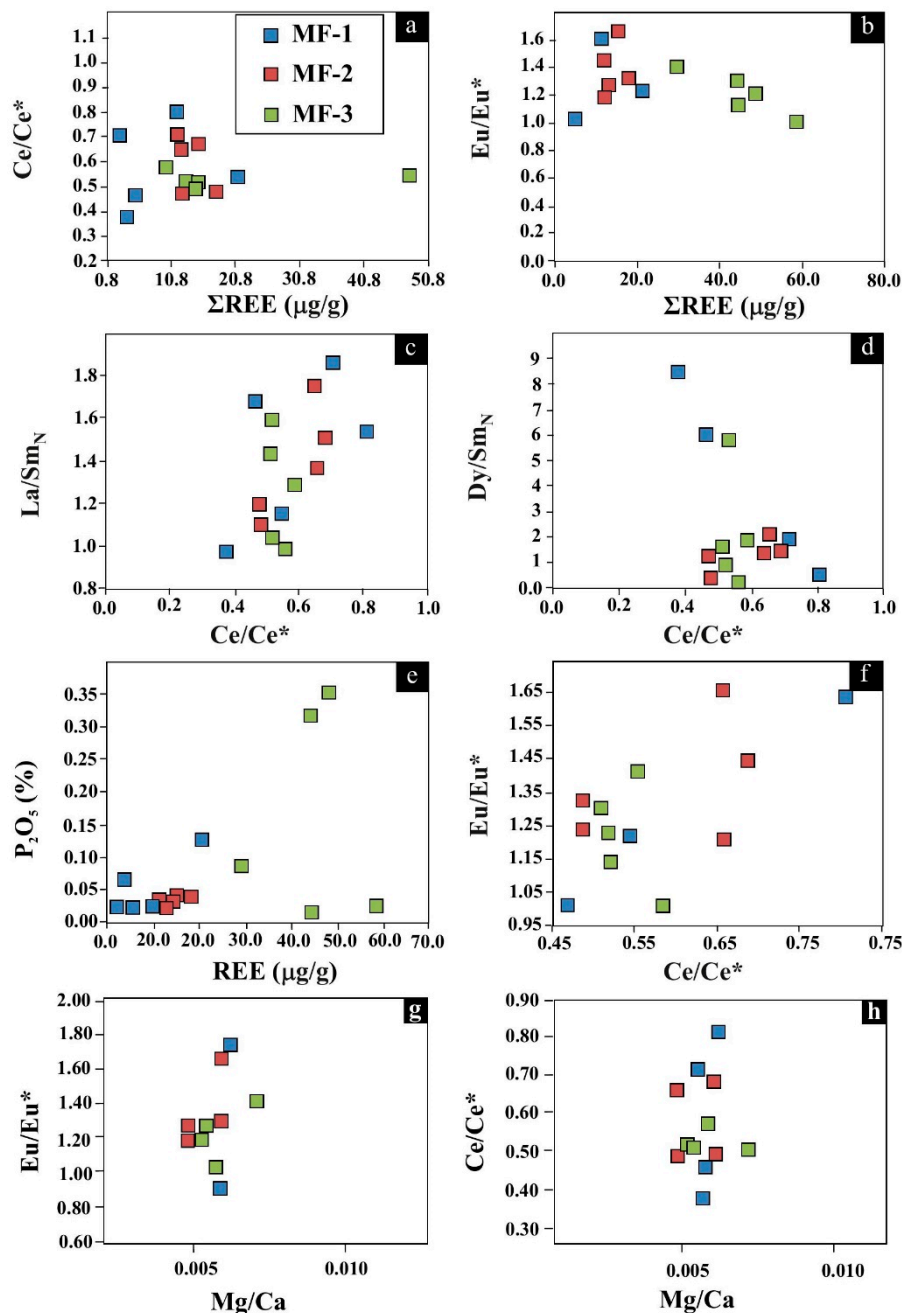 a
MF-1
MF-2
MF-3
1.2
1.1
1.0
0.9
0.8
0.7
0.6
0.5
0.4
0.3
0.2
Ce/Ce*
0.8 10.8 20.8 30.8 40.8 50.8
ΣREE (μg/g)
b
1.6
1.4
1.2
1.0
0.8
0.6
0.4
0.2
0.0
Eu/Eu*
0.0 20.0 40.0 60.0 80.0
ΣREE (μg/g)
c
1.8
1.6
1.4
1.2
1.0
0.8
La/SmN
0.0 0.2 0.4 0.6 0.8 1.0
Ce/Ce*
d
9
8
7
6
5
4
3
2
1
0.0
Dy/SmN
0.0 0.2 0.4 0.6 0.8 1.0
Ce/Ce*
e
0.35
0.30
0.25
0.20
0.15
0.10
0.05
0.00
P2O5 (%)
0.0 20.0 30.0 40.0 50.0 60.0 70.0
REE (μg/g)
f
1.65
1.55
1.45
1.35
1.25
1.15
1.05
0.95
Eu/Eu*
0.45 0.55 0.65 0.75 0.75
Ce/Ce*
g
2.00
1.80
1.60
1.40
1.20
1.00
0.80
0.60
Eu/Eu*
0.005 0.010
Mg/Ca
h
0.90
0.80
0.70
0.60
0.50
0.40
0.30
Ce/Ce*
0.005 0.010
Mg/Ca